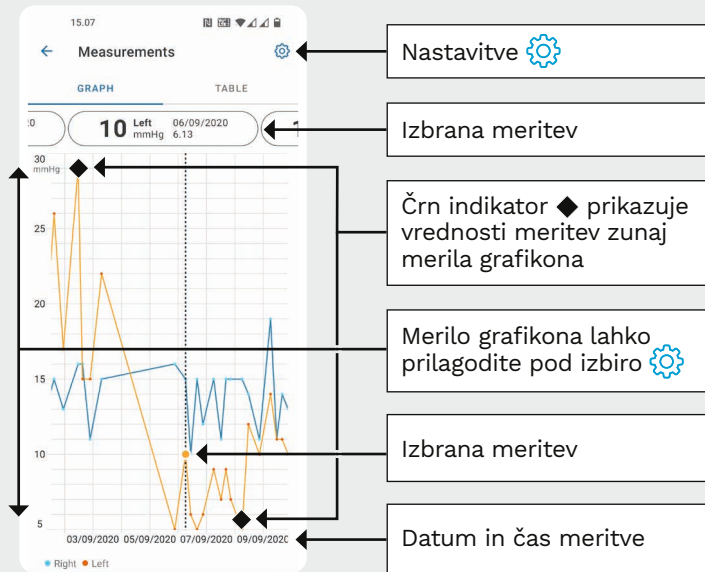 15.07
Measurements
GRAPH
TABLE
10 Left 06/09/2020
mmHg 6.13
30
mmHg
25
20
15
10
5
03/09/2020 05/09/2020 07/09/2020 09/09/2020
Right Left
Nastavitve
Izbrana meritev
Črn indikator ◆ prikazuje
vrednosti meritev zunaj
merila grafikona
Merilo grafikona lahko
prilagodite pod izbiro
Izbrana meritev
Datum in čas meritve